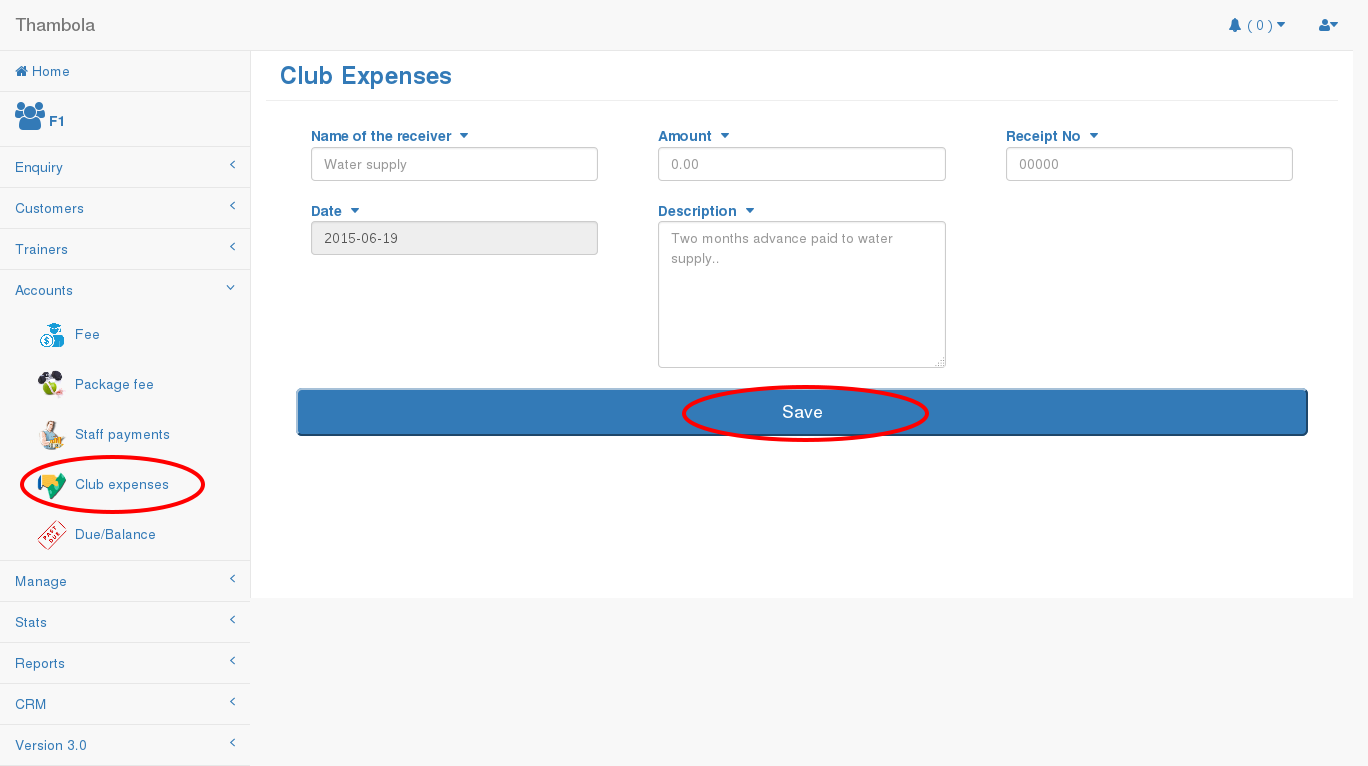 Thambola
( 0 )
Home
F1
Enquiry
Customers
Trainers
Accounts
Fee
Package fee
Staff payments
Club expenses
PAST DUE
Due/Balance
Manage
Stats
Reports
CRM
Version 3.0
Club Expenses
Name of the receiver
Water supply
Amount
0.00
Receipt No
00000
Date
2015-06-19
Description
Two months advance paid to water
supply..
Save